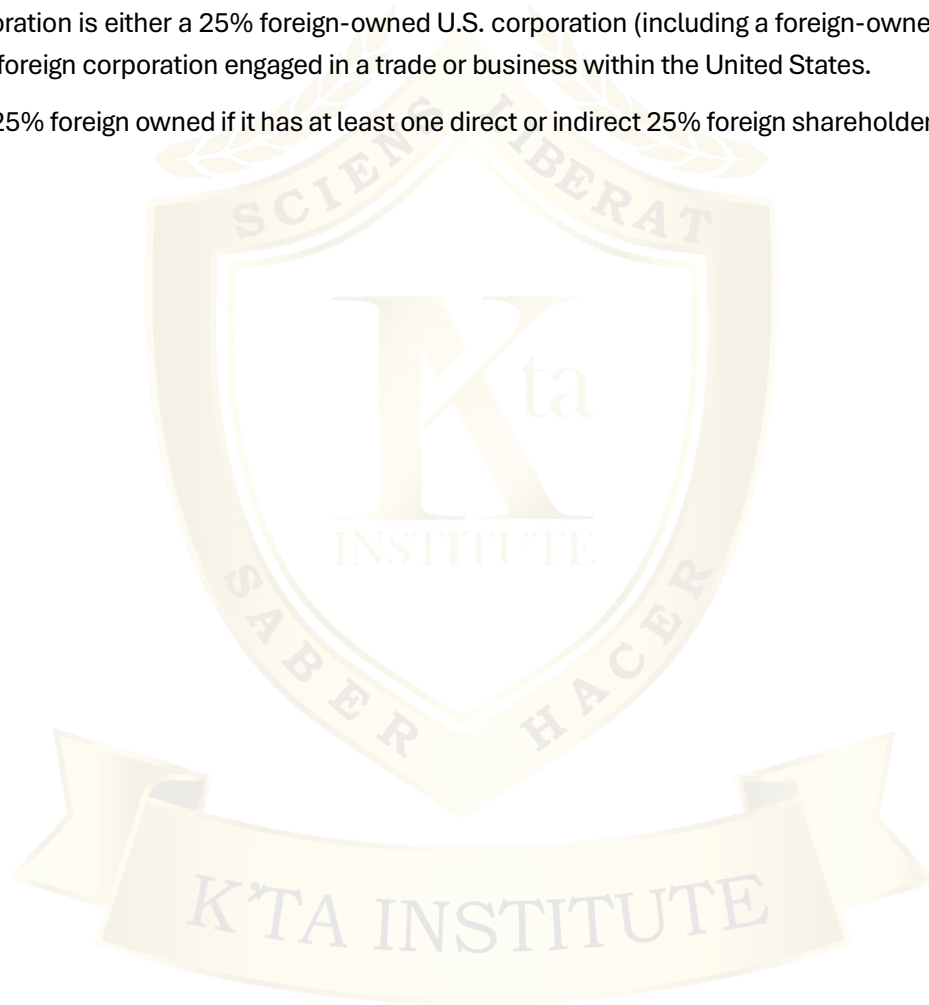 oration is either a 25% foreign-owned U.S. corporation (including a foreign-owne
foreign corporation engaged in a trade or business within the United States.
25% foreign owned if it has at least one direct or indirect 25% foreign shareholder
SCIENS LIBERAT
K ta
INSTITUTE
SABER HACER
K'TA INSTITUTE